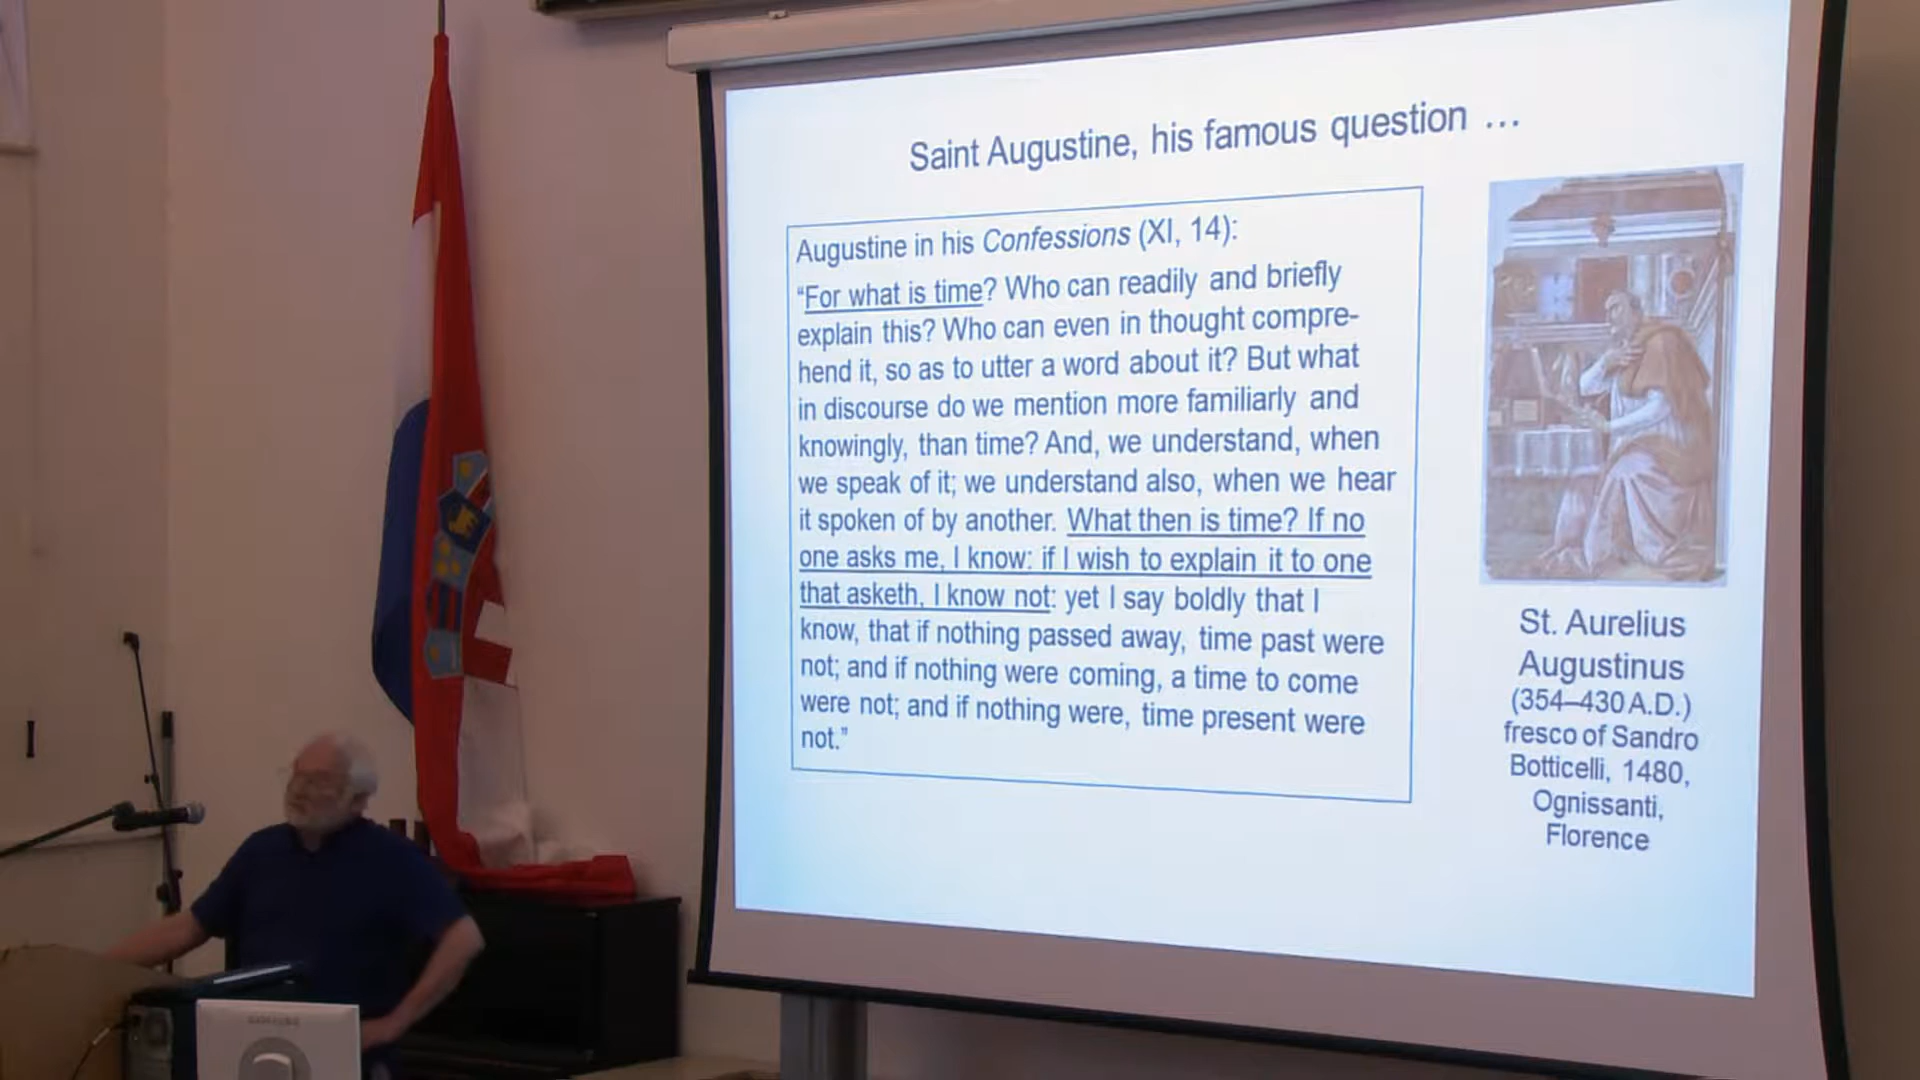 Saint Augustine, his famous question ...
Augustine in his Confessions (XI, 14):
“For what is time? Who can readily and briefly
explain this? Who can even in thought compre-
hend it, so as to utter a word about it? But what
in discourse do we mention more familiarly and
knowingly, than time? And, we understand, when
we speak of it; we understand also, when we hear
it spoken of by another. What then is time? If no
one asks me, I know: if I wish to explain it to one
that asketh, I know not: yet I say boldly that I
know, that if nothing passed away, time past were
not; and if nothing were coming, a time to come
were not; and if nothing were, time present were
not.”
St. Aurelius
Augustinus
(354–430 A.D.)
fresco of Sandro
Botticelli, 1480,
Ognissanti,
Florence